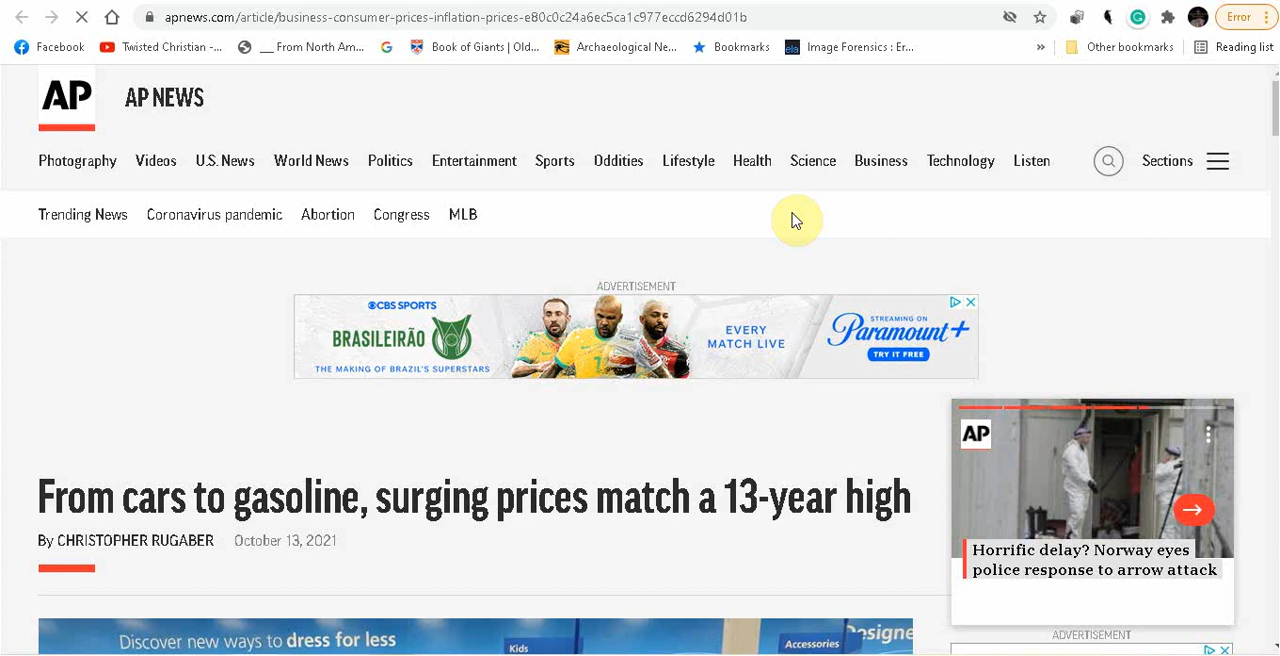 apnews.com/article/business-consumer-prices-inflation-prices-e80c0c24a6ec5ca1c977eccd6294d01b
Error
Facebook
Twisted Christian -...
__ From North Am...
Book of Giants | Old...
Archaeological Ne...
Bookmarks
Image Forensics : Er...
»
Other bookmarks
Reading list
AP
AP NEWS
Photography Videos U.S. News World News Politics Entertainment Sports Oddities Lifestyle Health Science Business Technology Listen
Sections
Trending News Coronavirus pandemic Abortion Congress MLB
ADVERTISEMENT
CBS SPORTS
BRASILEIRÃO
THE MAKING OF BRAZIL'S SUPERSTARS
EVERY
MATCH LIVE
STREAMING ON
Paramount+
TRY IT FREE
AP
From cars to gasoline, surging prices match a 13-year high
By CHRISTOPHER RUGABER October 13, 2021
Horrific delay? Norway eyes
police response to arrow attack
ADVERTISEMENT
Discover new ways to dress for less
Kids
Accessories
Designe